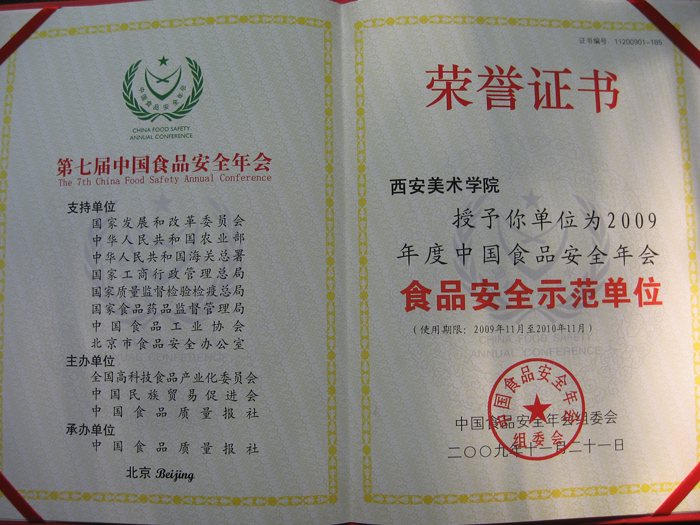 中国食品安全年会
CHINA FOOD SAFETY
ANNUAL CONFERENCE
第七届中国食品安全年会
The 7th China Food Safety Annual Conference
支持单位
国家发展和改革委员会
中华人民共和国农业部
中华人民共和国海关总署
国家工商行政管理总局
国家质量监督检验检疫总局
国家食品药品监督管理局
中国食品工业协会
北京市食品安全办公室
主办单位
全国高科技食品产业化委员会
中国民族贸易促进会
中国食品质量报社
承办单位
中国食品质量报社
北京 Beijing
证书编号 11200901-165
荣誉证书
西安美术学院
授予你单位为2009
年度中国食品安全年会
食品安全示范单位
(使用期限: 2009年11月至2010年11月)
CHINA FOOD SAFETY
ANNUAL CONFERENCE
中国食品安全年会
组委会
中国食品安全年会组委会
二〇〇九年十一月二十一日